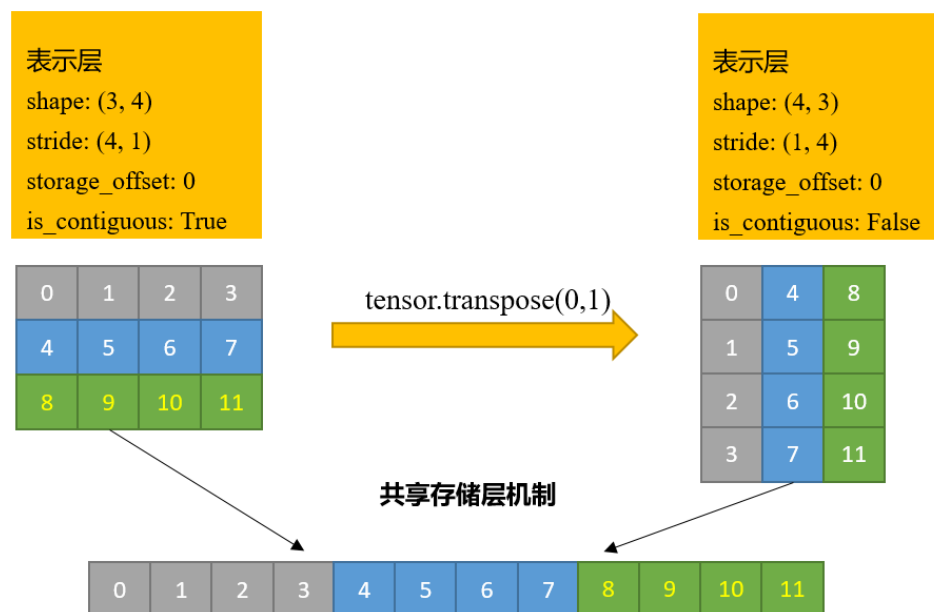 表示层
shape: (3, 4)
stride: (4, 1)
storage_offset: 0
is_contiguous: True
表示层
shape: (4, 3)
stride: (1, 4)
storage_offset: 0
is_contiguous: False
0 1 2 3
4 5 6 7
8 9 10 11
tensor.transpose(0,1)
0 4 8
1 5 9
2 6 10
3 7 11
共享存储层机制
0 1 2 3 4 5 6 7 8 9 10 11